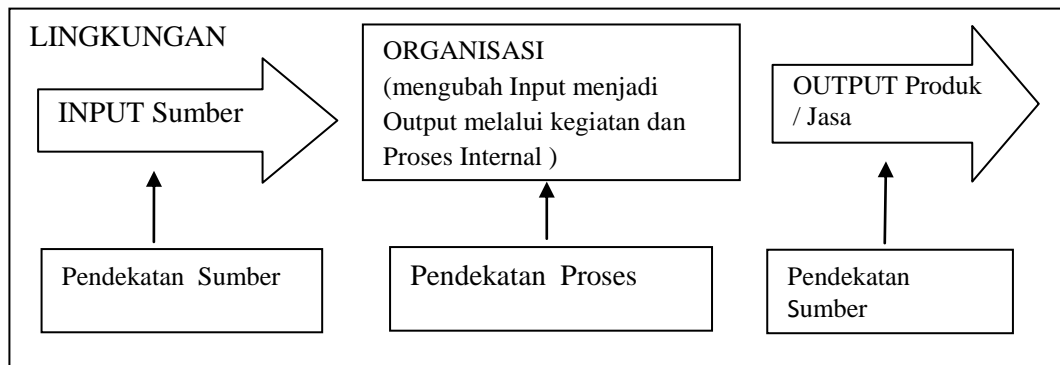 LINGKUNGAN
INPUT Sumber
ORGANISASI
(mengubah Input menjadi
Output melalui kegiatan dan
Proses Internal )
OUTPUT Produk
/ Jasa
Pendekatan Sumber
Pendekatan Proses
Pendekatan
Sumber